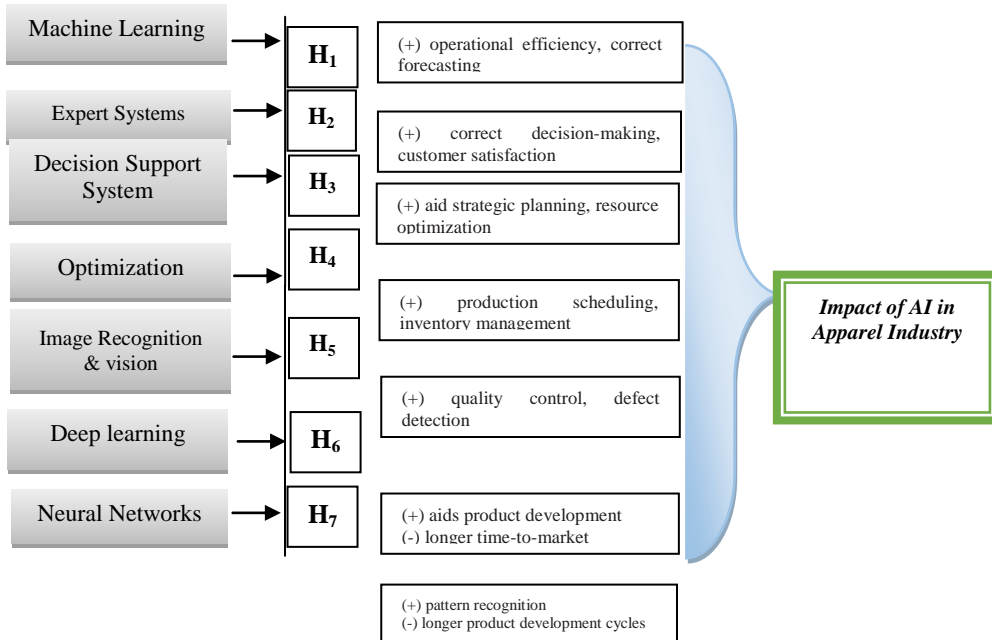 Machine Learning
Expert Systems
Decision Support
System
Optimization
Image Recognition
& vision
Deep learning
Neural Networks
H1
H2
H3
H4
H5
H6
H7
(+) operational efficiency, correct
forecasting
(+) correct decision-making,
customer satisfaction
(+) aid strategic planning, resource
optimization
(+) production scheduling,
inventory management
(+) quality control, defect
detection
(+) aids product development
(-) longer time-to-market
(+) pattern recognition
(-) longer product development cycles
Impact of AI in
Apparel Industry